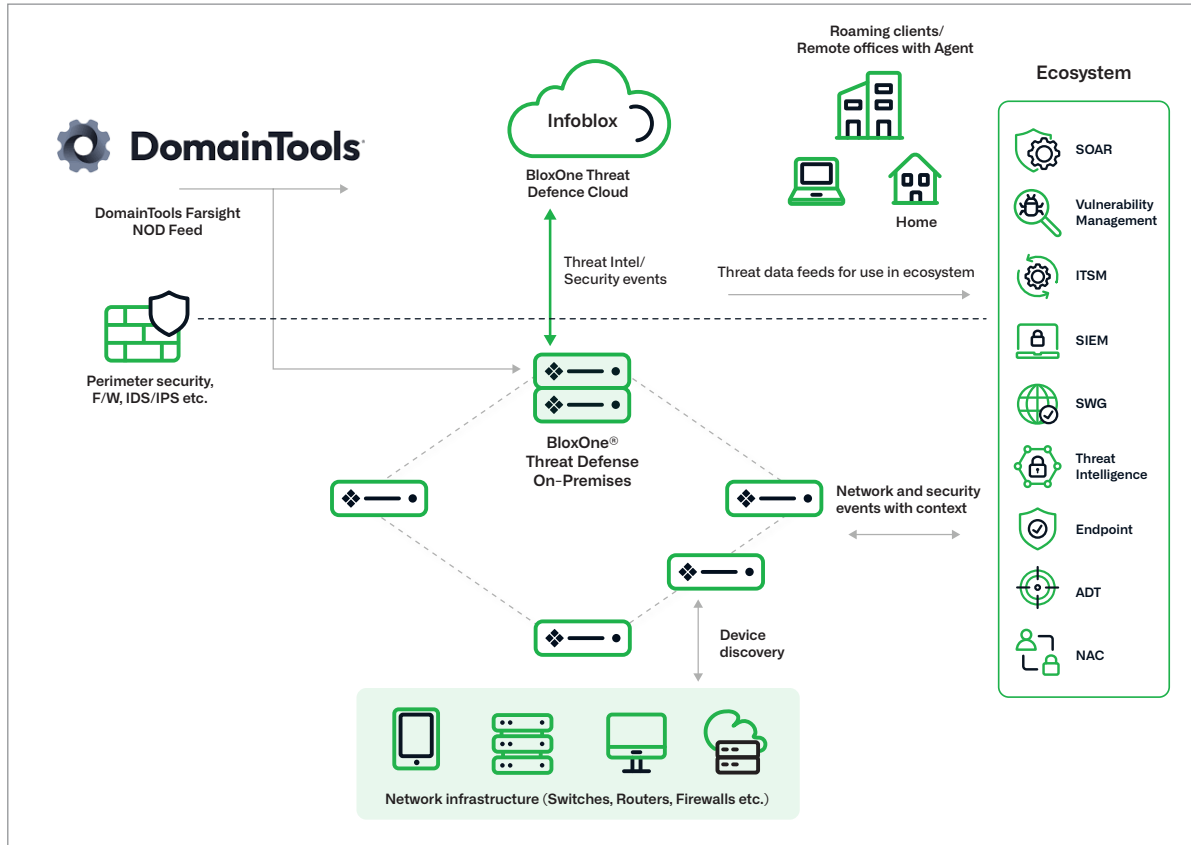 Roaming clients/
Remote offices with Agent
Ecosystem
Infoblox
DomainTools
BloxOne Threat
Defence Cloud
DomainTools Farsight
NOD Feed
Home
Threat Intel/
Security events
Threat data feeds for use in ecosystem
Perimeter security,
F/W, IDS/IPS etc.
BloxOne®
Threat Defense
On-Premises
Network and security
events with context
Device
discovery
Network infrastructure (Switches, Routers, Firewalls etc.)
SOAR
Vulnerability
Management
ITSM
SIEM
SWG
Threat
Intelligence
Endpoint
ADT
NAC